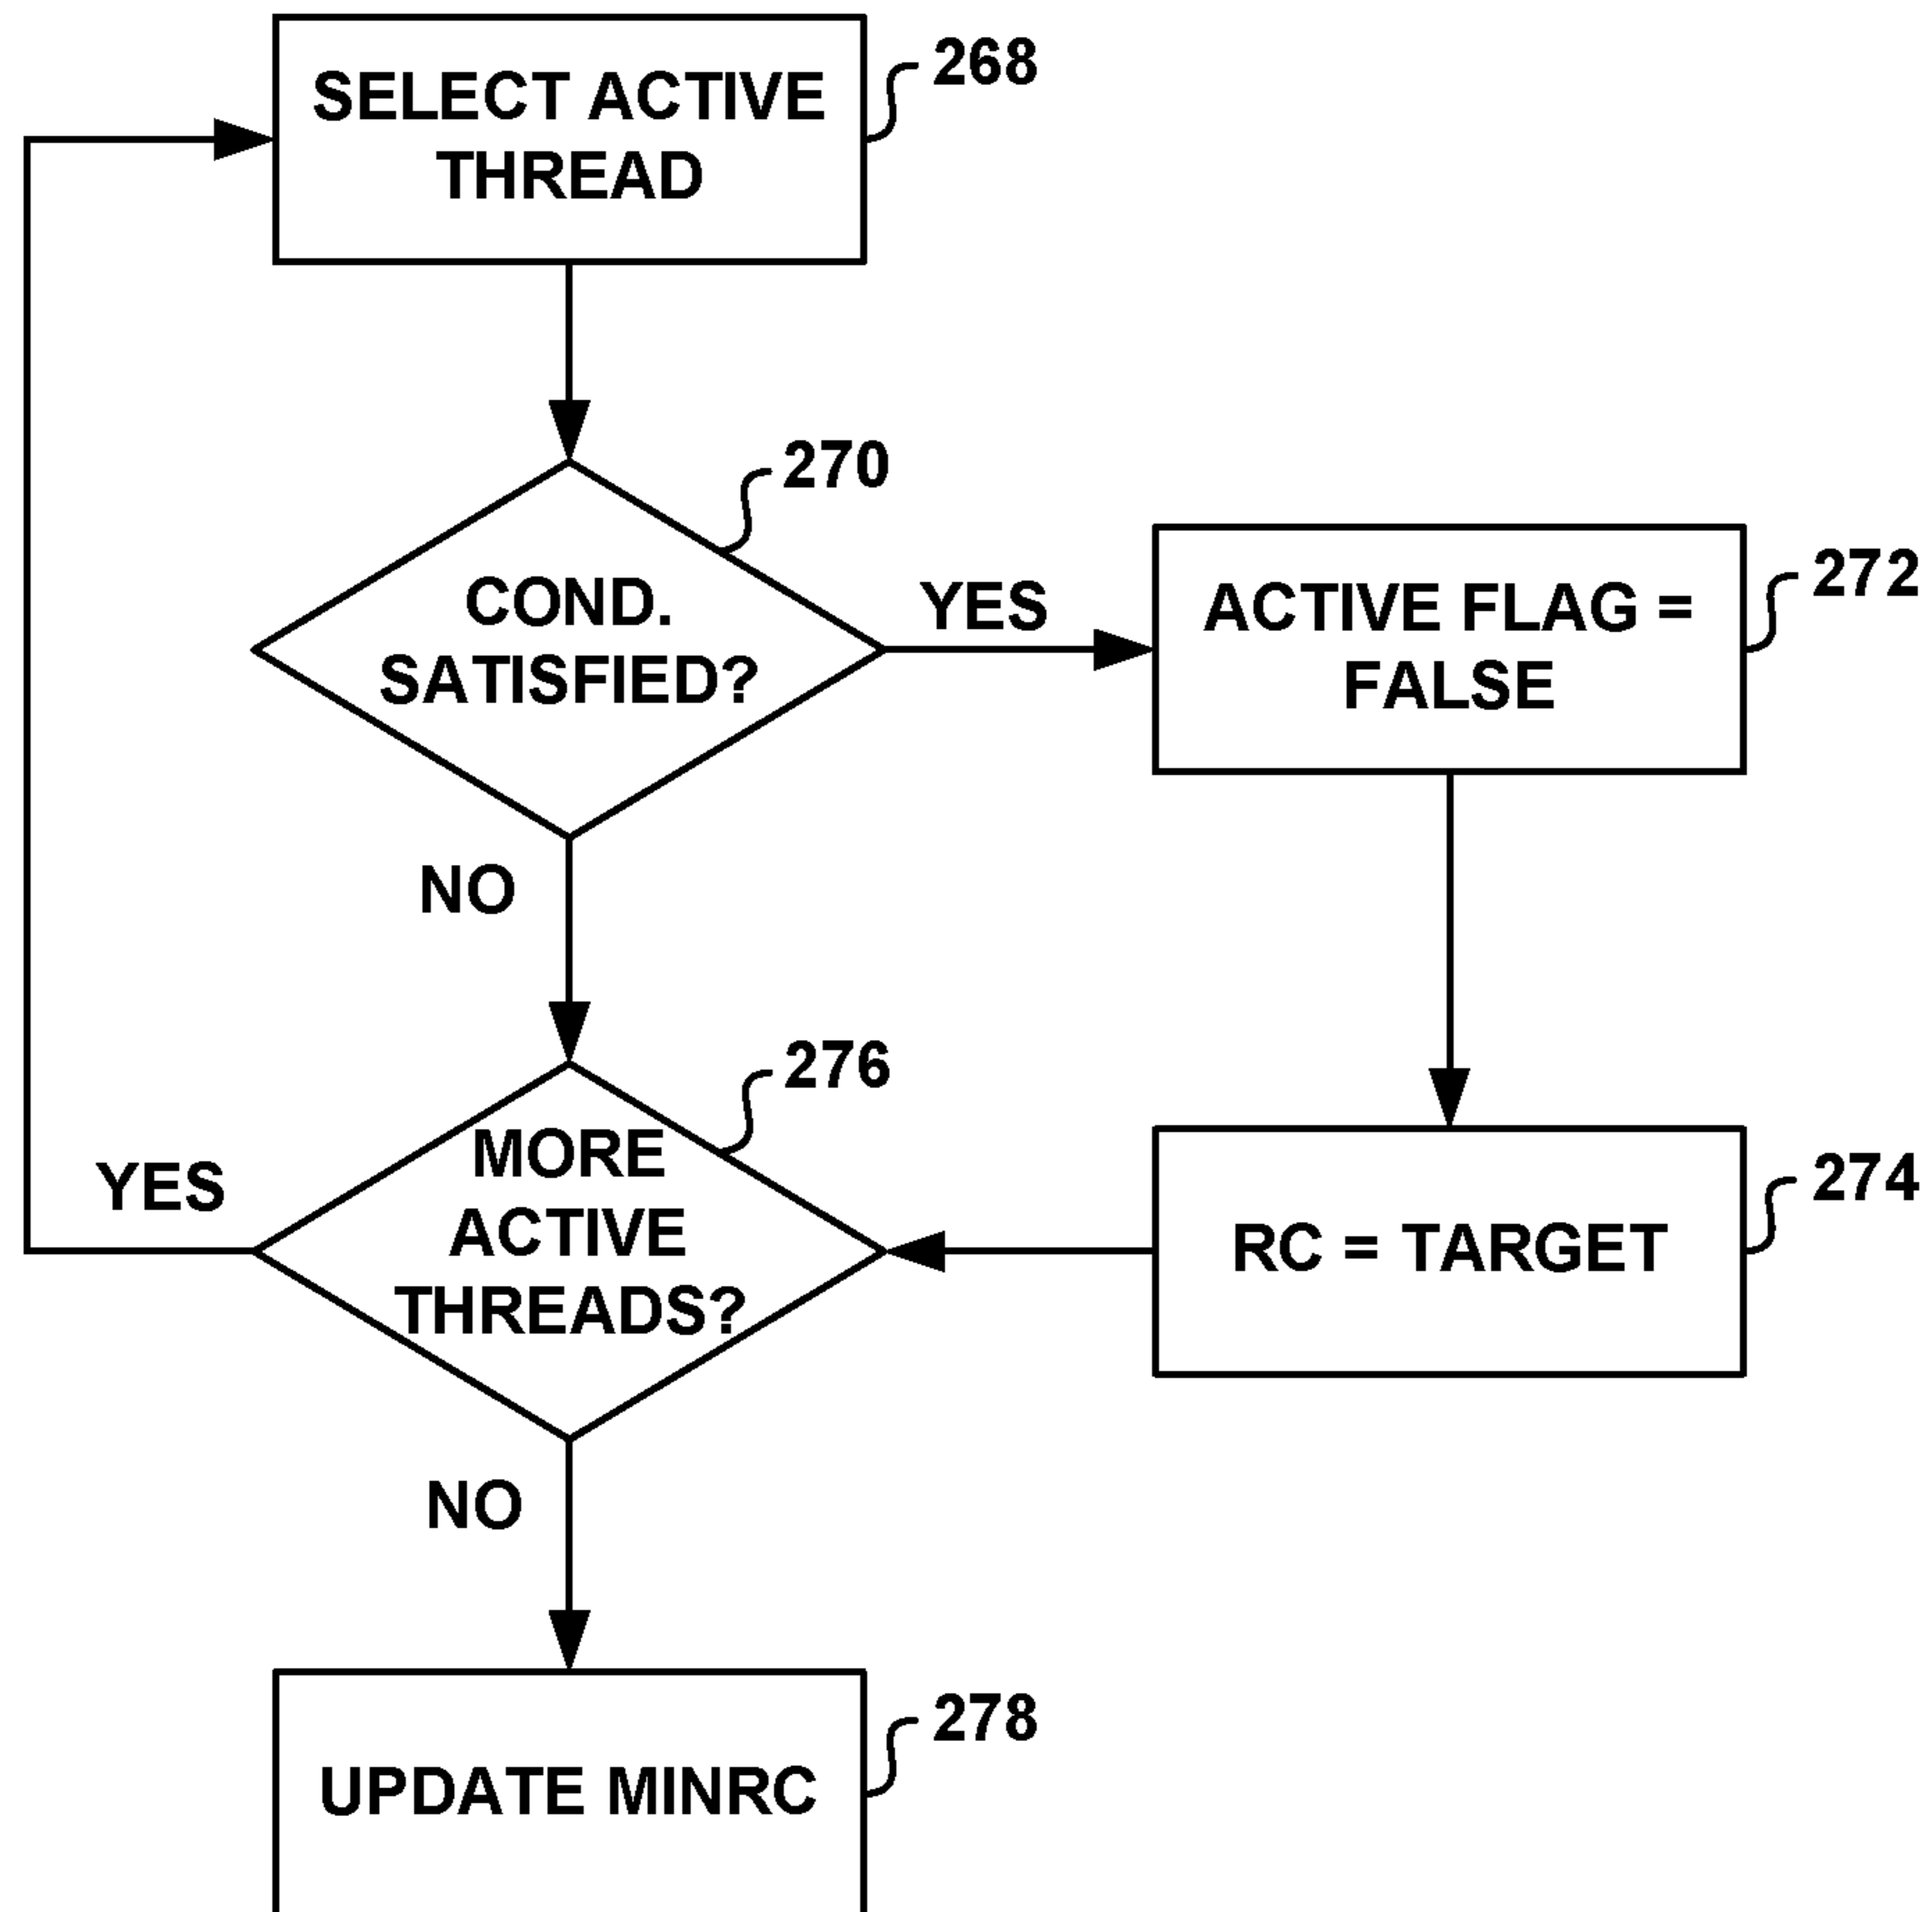 SELECT ACTIVE
THREAD
268
270
COND.
SATISFIED?
YES
ACTIVE FLAG =
FALSE
272
NO
276
MORE
ACTIVE
THREADS?
YES
RC = TARGET
274
NO
278
UPDATE MINRC